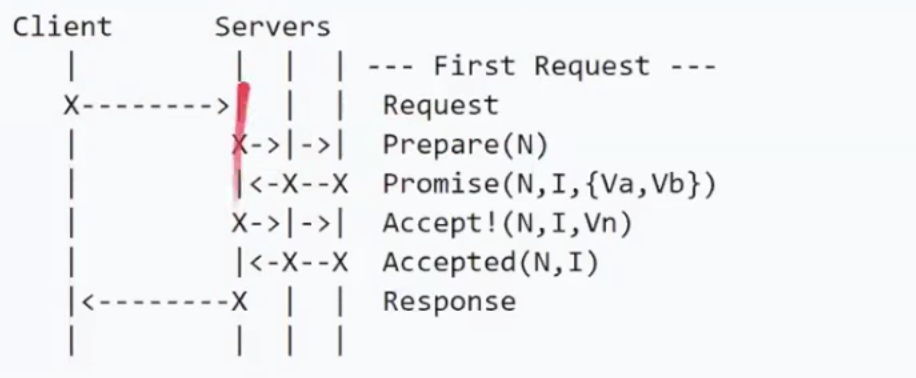 Client       Servers
   |         |  |  | --- First Request ---
   X-------->|  |  |  Request
   |         X->|->|  Prepare(N)
   |         |<-X--X  Promise(N,I,{Va,Vb})
   |         X->|->|  Accept!(N,I,Vn)
   |         |<-X--X  Accepted(N,I)
   |<--------X  |  |  Response
   |         |  |  |